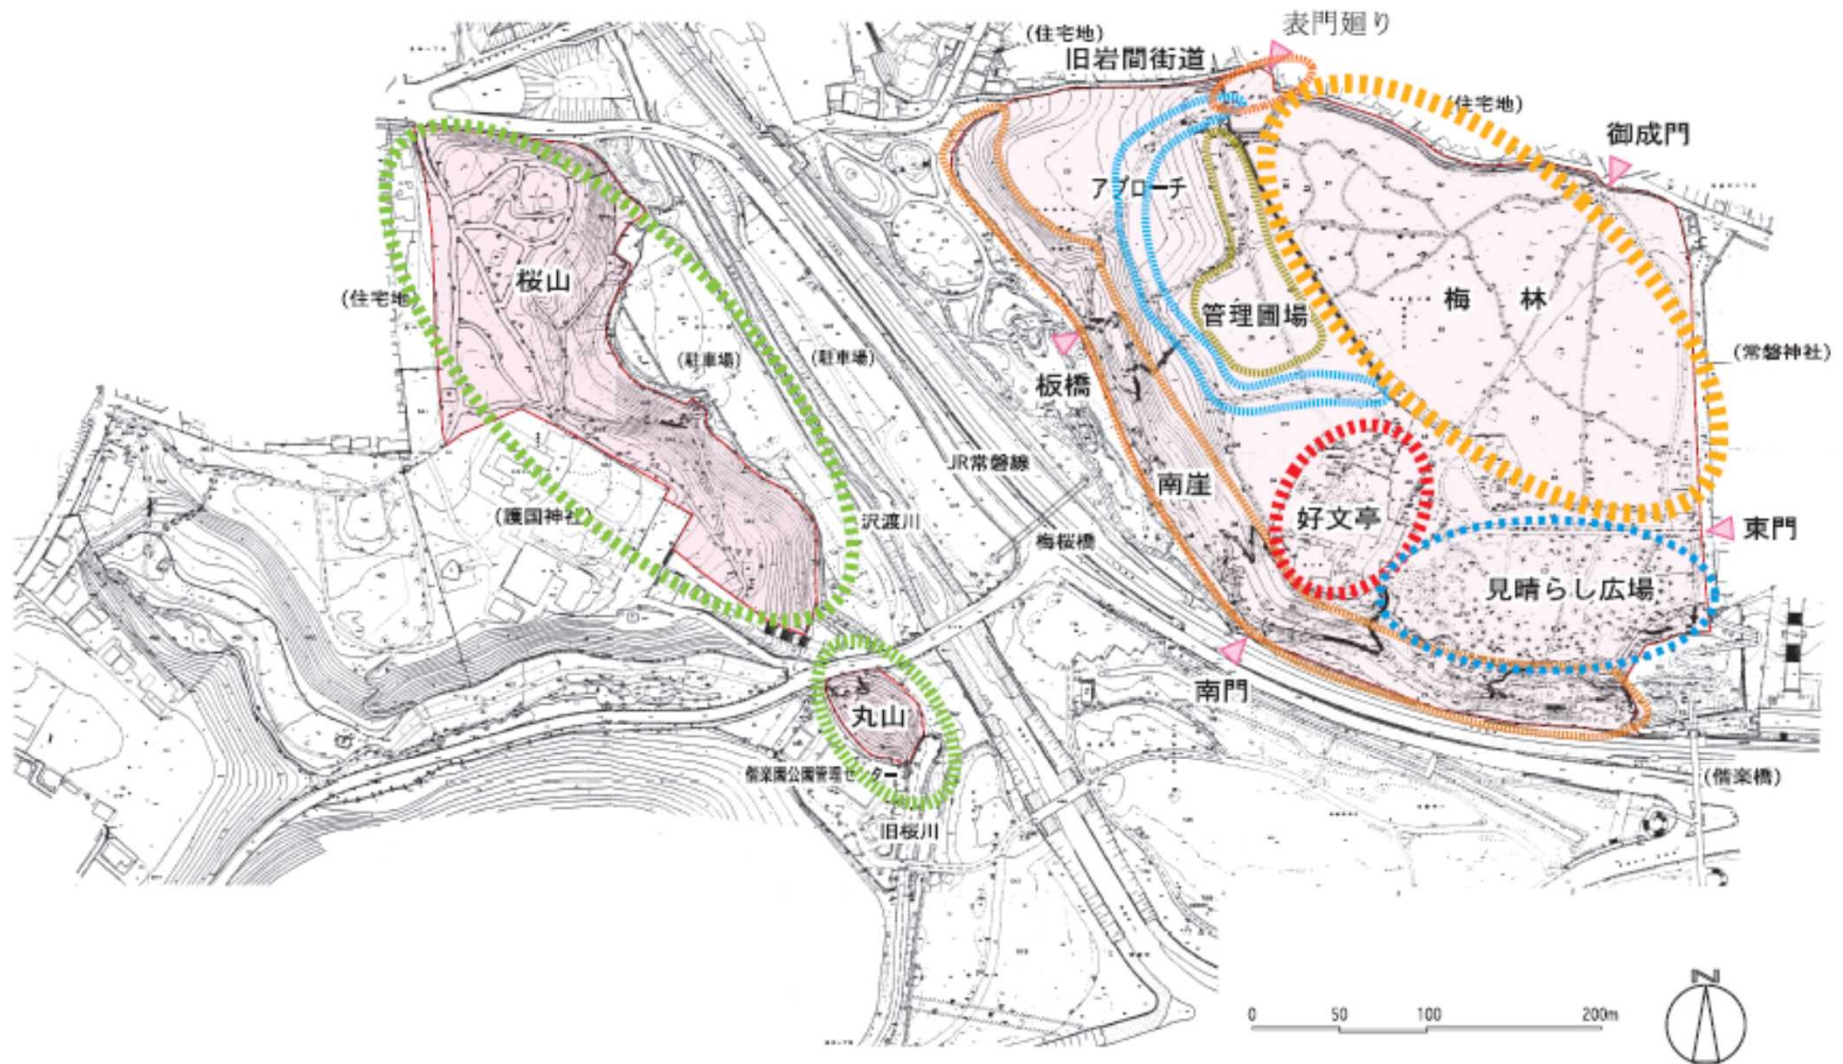 表門廻り
(住宅地)
旧岩間街道
(住宅地)
御成門
アプローチ
桜山
(住宅地
管理圃場
梅 林
(駐車場)
(駐車場)
(常磐神社)
板橋
JR常磐線
南崖
(護国神社)
沢渡川
好文亭
東門
梅桜橋
見晴らし広場
南門
丸山
偕楽園公園管理センター
(偕楽橋)
旧桜川
N
0 50 100 200m